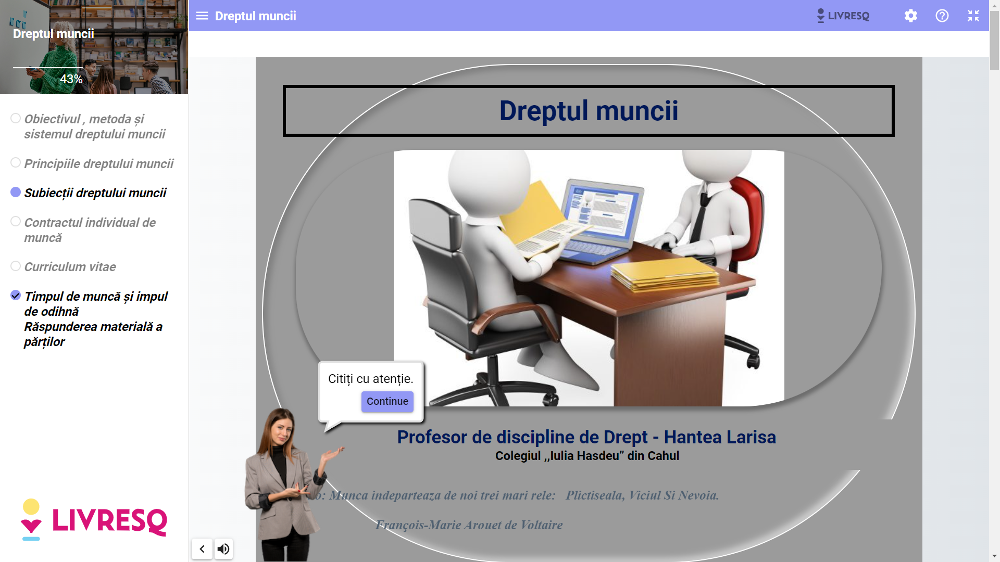 Dreptul muncii
43%
Obiectivul , metoda și
sistemul dreptului muncii
Principiile dreptului muncii
Subiecții dreptului muncii
Contractul individual de
muncă
Curriculum vitae
Timpul de muncă și impul
de odihnă
Răspunderea materială a
părților
LIVRESQ
Dreptul muncii
LIVRESQ
Dreptul muncii
Citiți cu atenție.
Continue
Profesor de discipline de Drept - Hantea Larisa
Colegiul ,,Iulia Hasdeu” din Cahul
Munca indeparteaza de noi trei mari rele: Plictiseala, Viciul Si Nevoia.
François-Marie Arouet de Voltaire